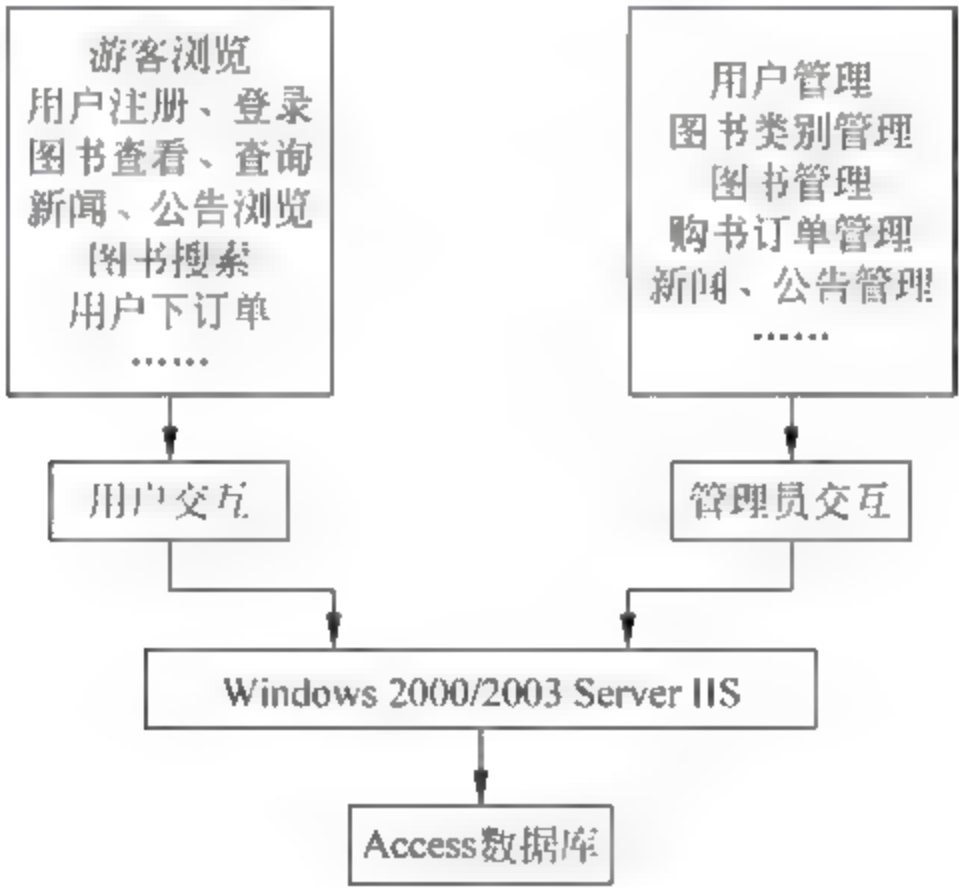 游客浏览
用户注册、登录
图书查看、查询
新闻、公告浏览
图书搜索
用户下订单
……
用户管理
图书类别管理
图书管理
购书订单管理
新闻、公告管理
……
用户交互
管理员交互
Windows 2000/2003 Server IIS
Access数据库